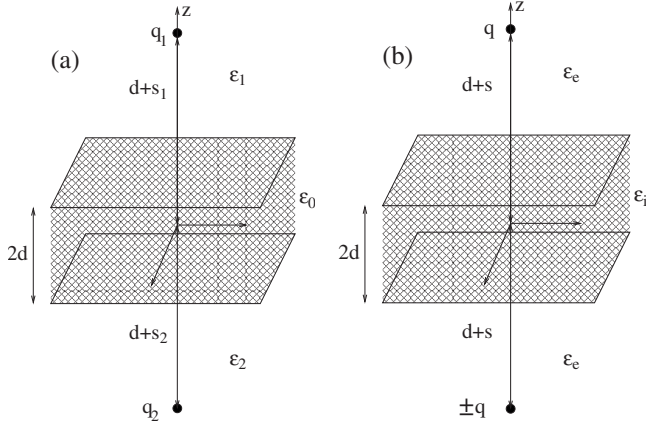 z
q₁
(a)
d+s₁
ε₁
ε₀
2d
d+s₂
ε₂
q₂
z
q
(b)
d+s
εₑ
εᵢ
2d
d+s
εₑ
±q